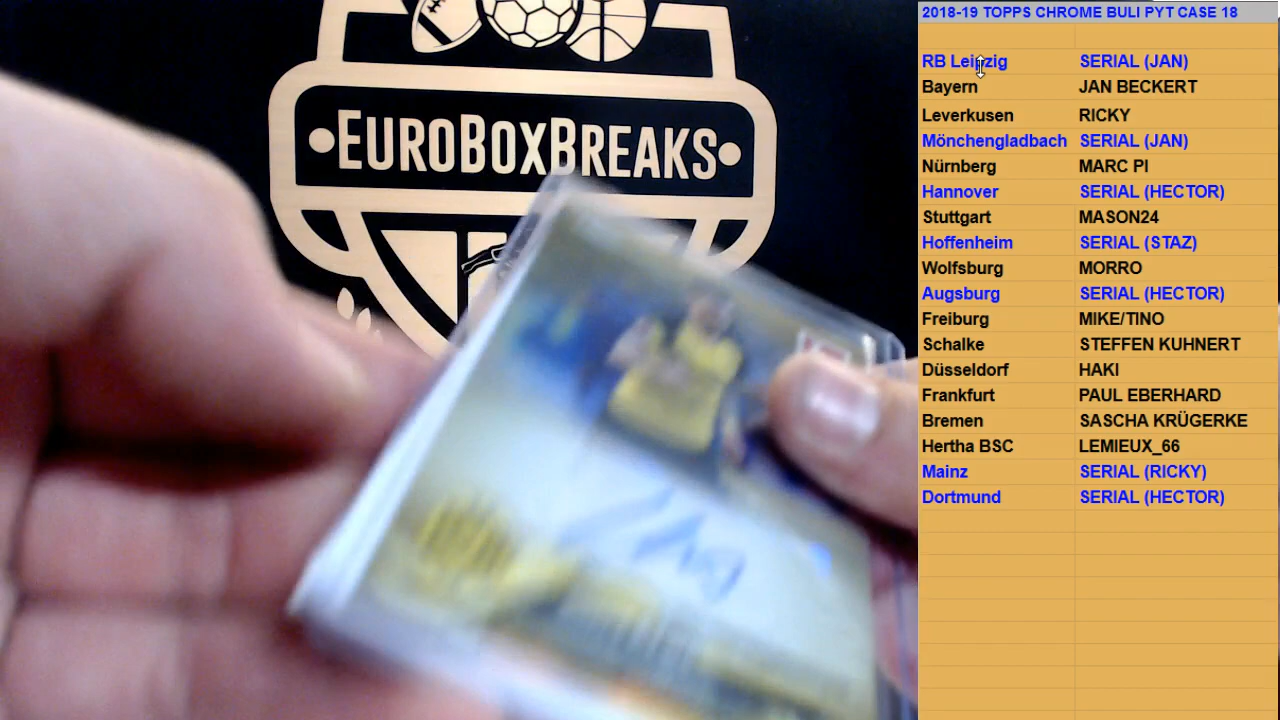 EUROBOXBREAKS
2018-19 TOPPS CHROME BULI PYT CASE 18
RB Leipzig SERIAL (JAN)
Bayern JAN BECKERT
Leverkusen RICKY
Mönchengladbach SERIAL (JAN)
Nürnberg MARC PI
Hannover SERIAL (HECTOR)
Stuttgart MASON24
Hoffenheim SERIAL (STAZ)
Wolfsburg MORRO
Augsburg SERIAL (HECTOR)
Freiburg MIKE/TINO
Schalke STEFFEN KUHNERT
Düsseldorf HAKI
Frankfurt PAUL EBERHARD
Bremen SASCHA KRÜGERKE
Hertha BSC LEMIEUX_66
Mainz SERIAL (RICKY)
Dortmund SERIAL (HECTOR)